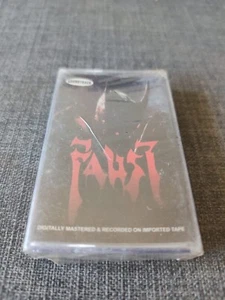 FAUST
DIGITALLY MASTERED & RECORDED ON IMPORTED TAPE